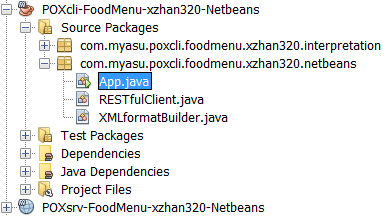 POXcli-FoodMenu-xzhan320-Netbeans
Source Packages
com.myasu.poxcli.foodmenu.xzhan320.interpretation
com.myasu.poxcli.foodmenu.xzhan320.netbeans
App.java
RESTfulClient.java
XMLformatBuilder.java
Test Packages
Dependencies
Java Dependencies
Project Files
POXsrv-FoodMenu-xzhan320-Netbeans